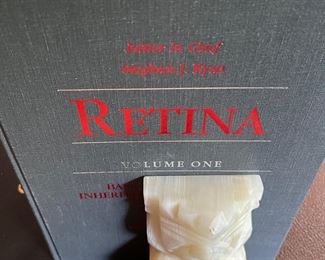 Editor in Chief
Stephen J. Ryan
RETINA
VOLUME ONE